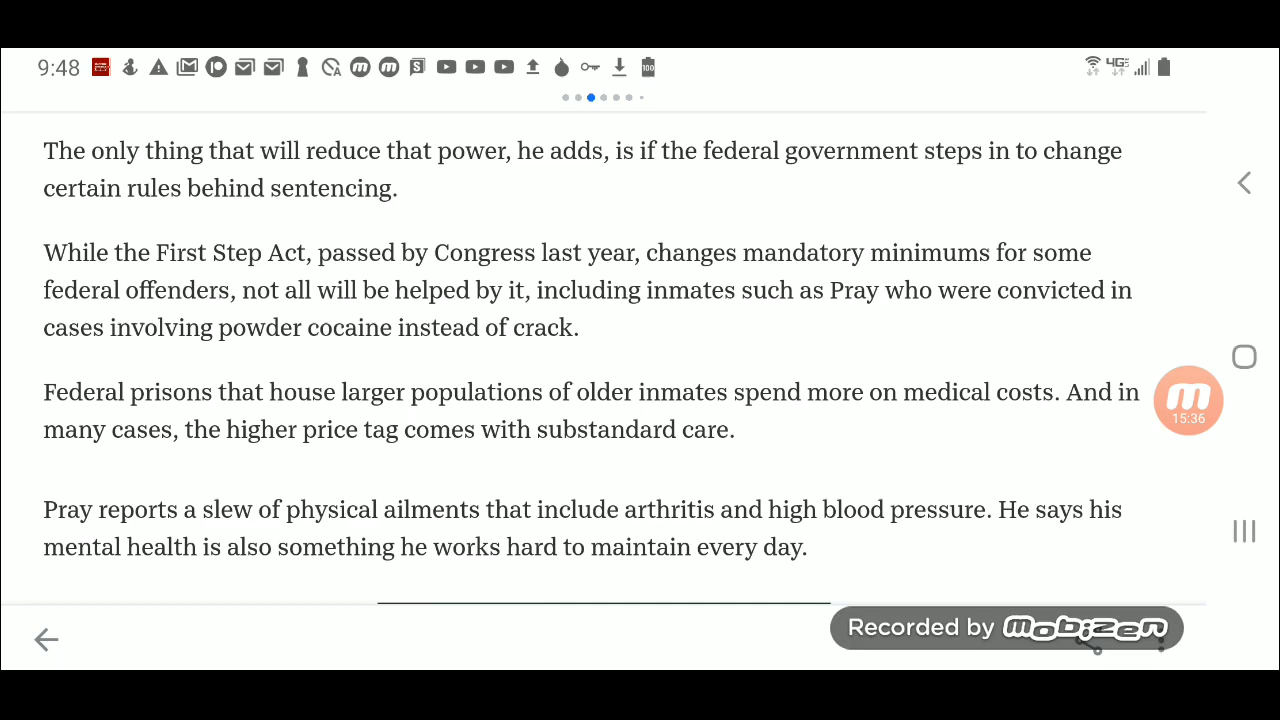 9:48
100
4G
The only thing that will reduce that power, he adds, is if the federal government steps in to change
certain rules behind sentencing.
While the First Step Act, passed by Congress last year, changes mandatory minimums for some
federal offenders, not all will be helped by it, including inmates such as Pray who were convicted in
cases involving powder cocaine instead of crack.
Federal prisons that house larger populations of older inmates spend more on medical costs. And in
many cases, the higher price tag comes with substandard care.
15:36
Pray reports a slew of physical ailments that include arthritis and high blood pressure. He says his
mental health is also something he works hard to maintain every day.
Recorded by mobizen